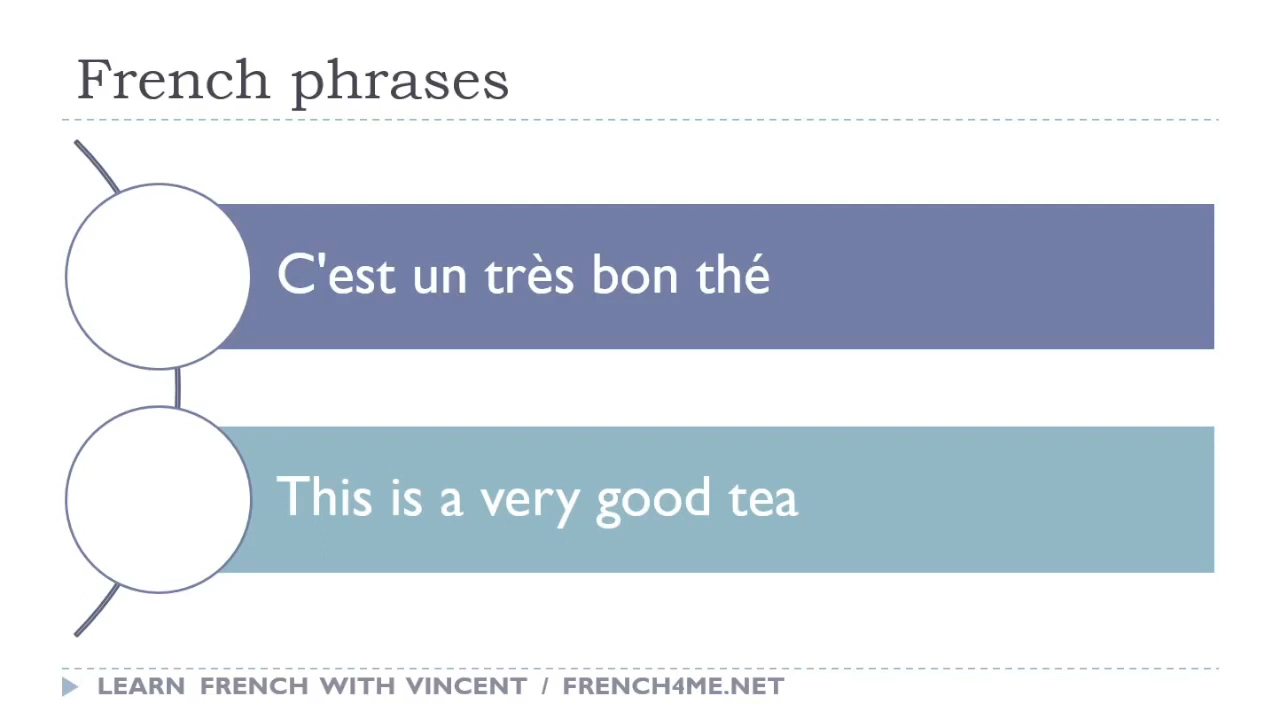 French phrases
C'est un très bon thé
This is a very good tea
LEARN FRENCH WITH VINCENT / FRENCH4ME.NET